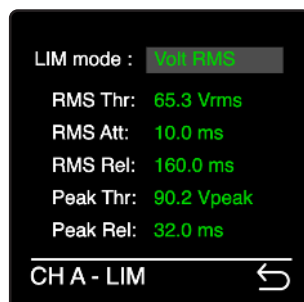 LIM mode : Volt RMS
RMS Thr: 65.3 Vrms
RMS Att: 10.0 ms
RMS Rel: 160.0 ms
Peak Thr: 90.2 Vpeak
Peak Rel: 32.0 ms
CH A - LIM